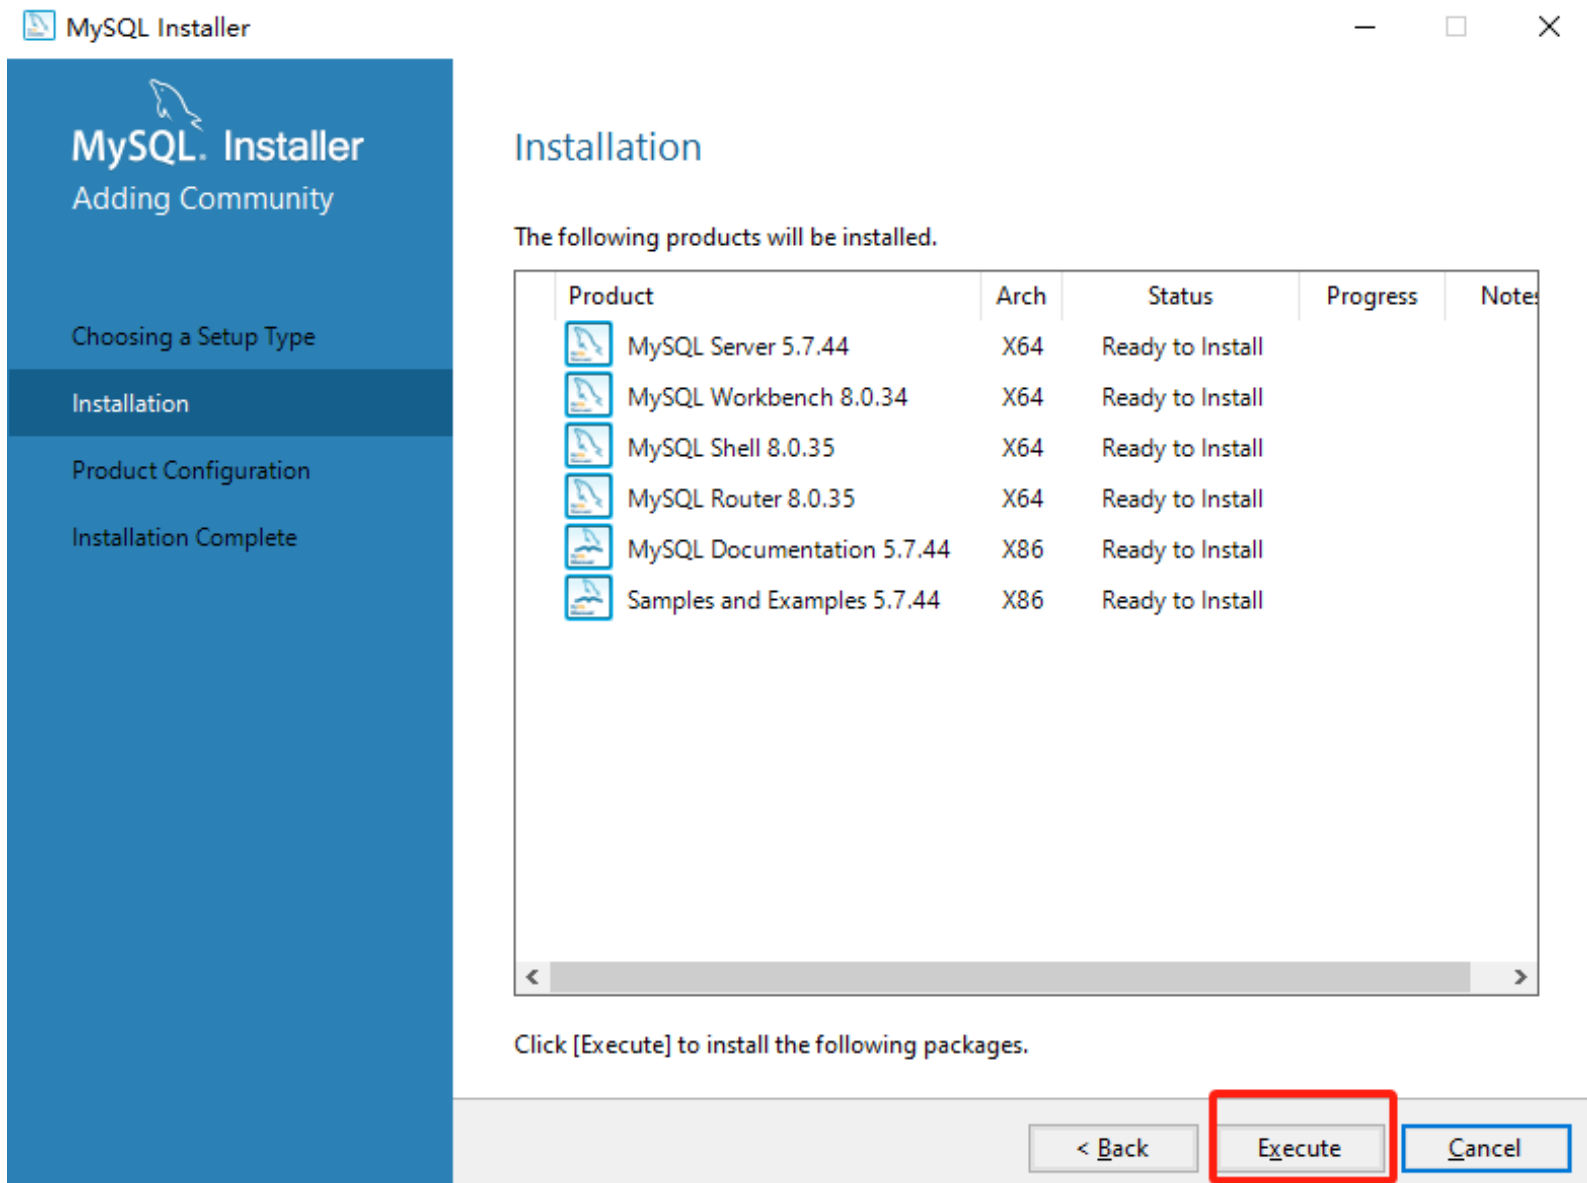 MySQL Installer
MySQL. Installer
Adding Community
Choosing a Setup Type
Installation
Product Configuration
Installation Complete
Installation
The following products will be installed.
Product Arch Status Progress Notes
MySQL Server 5.7.44 X64 Ready to Install
MySQL Workbench 8.0.34 X64 Ready to Install
MySQL Shell 8.0.35 X64 Ready to Install
MySQL Router 8.0.35 X64 Ready to Install
MySQL Documentation 5.7.44 X86 Ready to Install
Samples and Examples 5.7.44 X86 Ready to Install
Click [Execute] to install the following packages.
< Back Execute Cancel